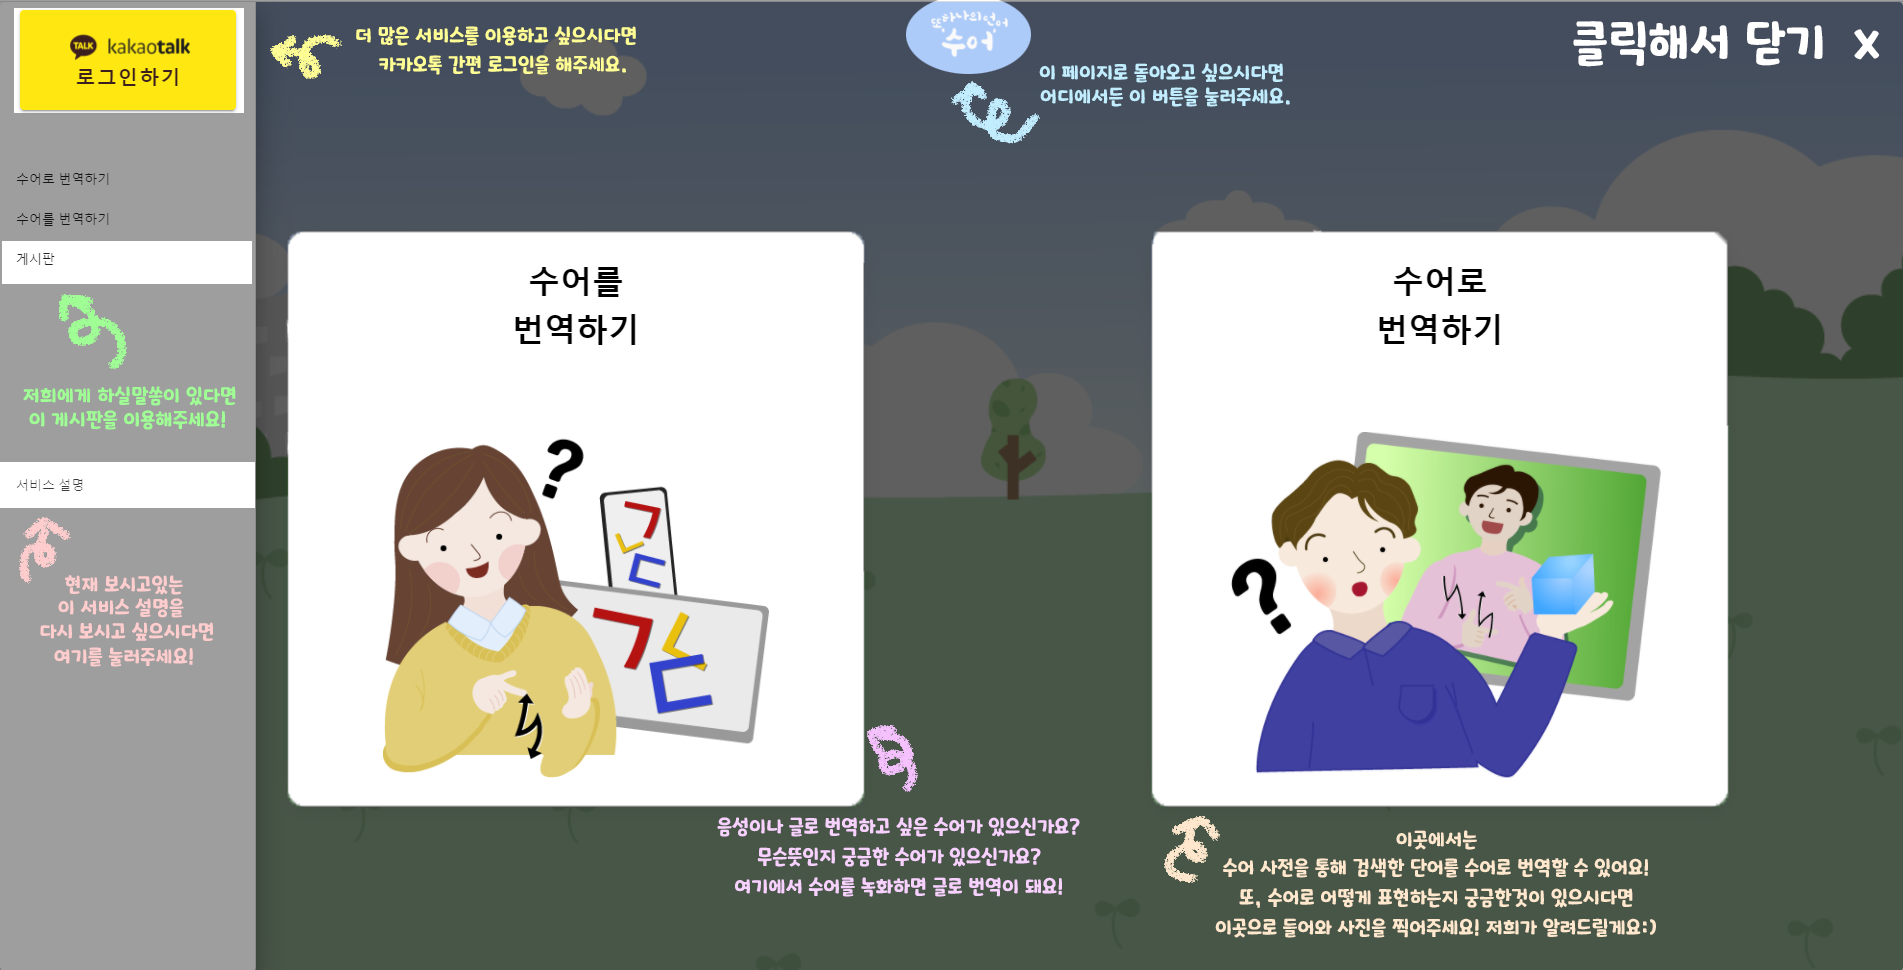 TALK kakaotalk
로그인하기
더 많은 서비스를 이용하고 싶으시다면
카카오톡 간편 로그인을 해주세요.
또하나의언어
수어
이 페이지로 돌아오고 싶으시다면
어디에서든 이 버튼을 눌러주세요.
클릭해서 닫기 X
수어로 번역하기
수어를 번역하기
게시판
저희에게 하실말씀이 있다면
이 게시판을 이용해주세요!
서비스 설명
현재 보시고있는
이 서비스 설명을
다시 보시고 싶으시다면
여기를 눌러주세요!
수어를
번역하기
?
ㄱ
ㄴ
ㄷ
ㄱ
ㄴ
ㄷ
음성이나 글로 번역하고 싶은 수어가 있으신가요?
무슨뜻인지 궁금한 수어가 있으신가요?
여기에서 수어를 녹화하면 글로 번역이 돼요!
수어로
번역하기
?
이곳에서는
수어 사전을 통해 검색한 단어를 수어로 번역할 수 있어요!
또, 수어로 어떻게 표현하는지 궁금한것이 있으시다면
이곳으로 들어와 사진을 찍어주세요! 저희가 알려드릴게요:)